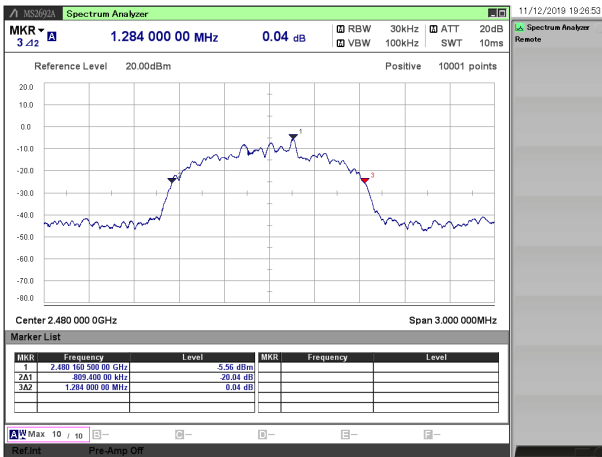 MS2692A Spectrum Analyzer
11/12/2019 19:26:53
MKR
3 Δ2
1.284 000 00 MHz
0.04 dB
RBW 30kHz
VBW 100kHz
ATT 20dB
SWT 10ms
Spectrum Analyzer
Remote
Reference Level 20.00dBm
Positive 10001 points
20.0
10.0
0.0
-10.0
-20.0
-30.0
-40.0
-50.0
-60.0
-70.0
-80.0
1
2
3
Center 2.480 000 0GHz
Span 3.000 000MHz
Marker List
MKR Frequency Level MKR Frequency Level
1 2.480 160 500 00 GHz -5.56 dBm
2Δ1 -809.400 00 kHz -20.04 dB
3Δ2 1.284 000 00 MHz 0.04 dB
A W Max 10 / 10 B-- C-- D-- E-- F--
Ref.Int Pre-Amp Off